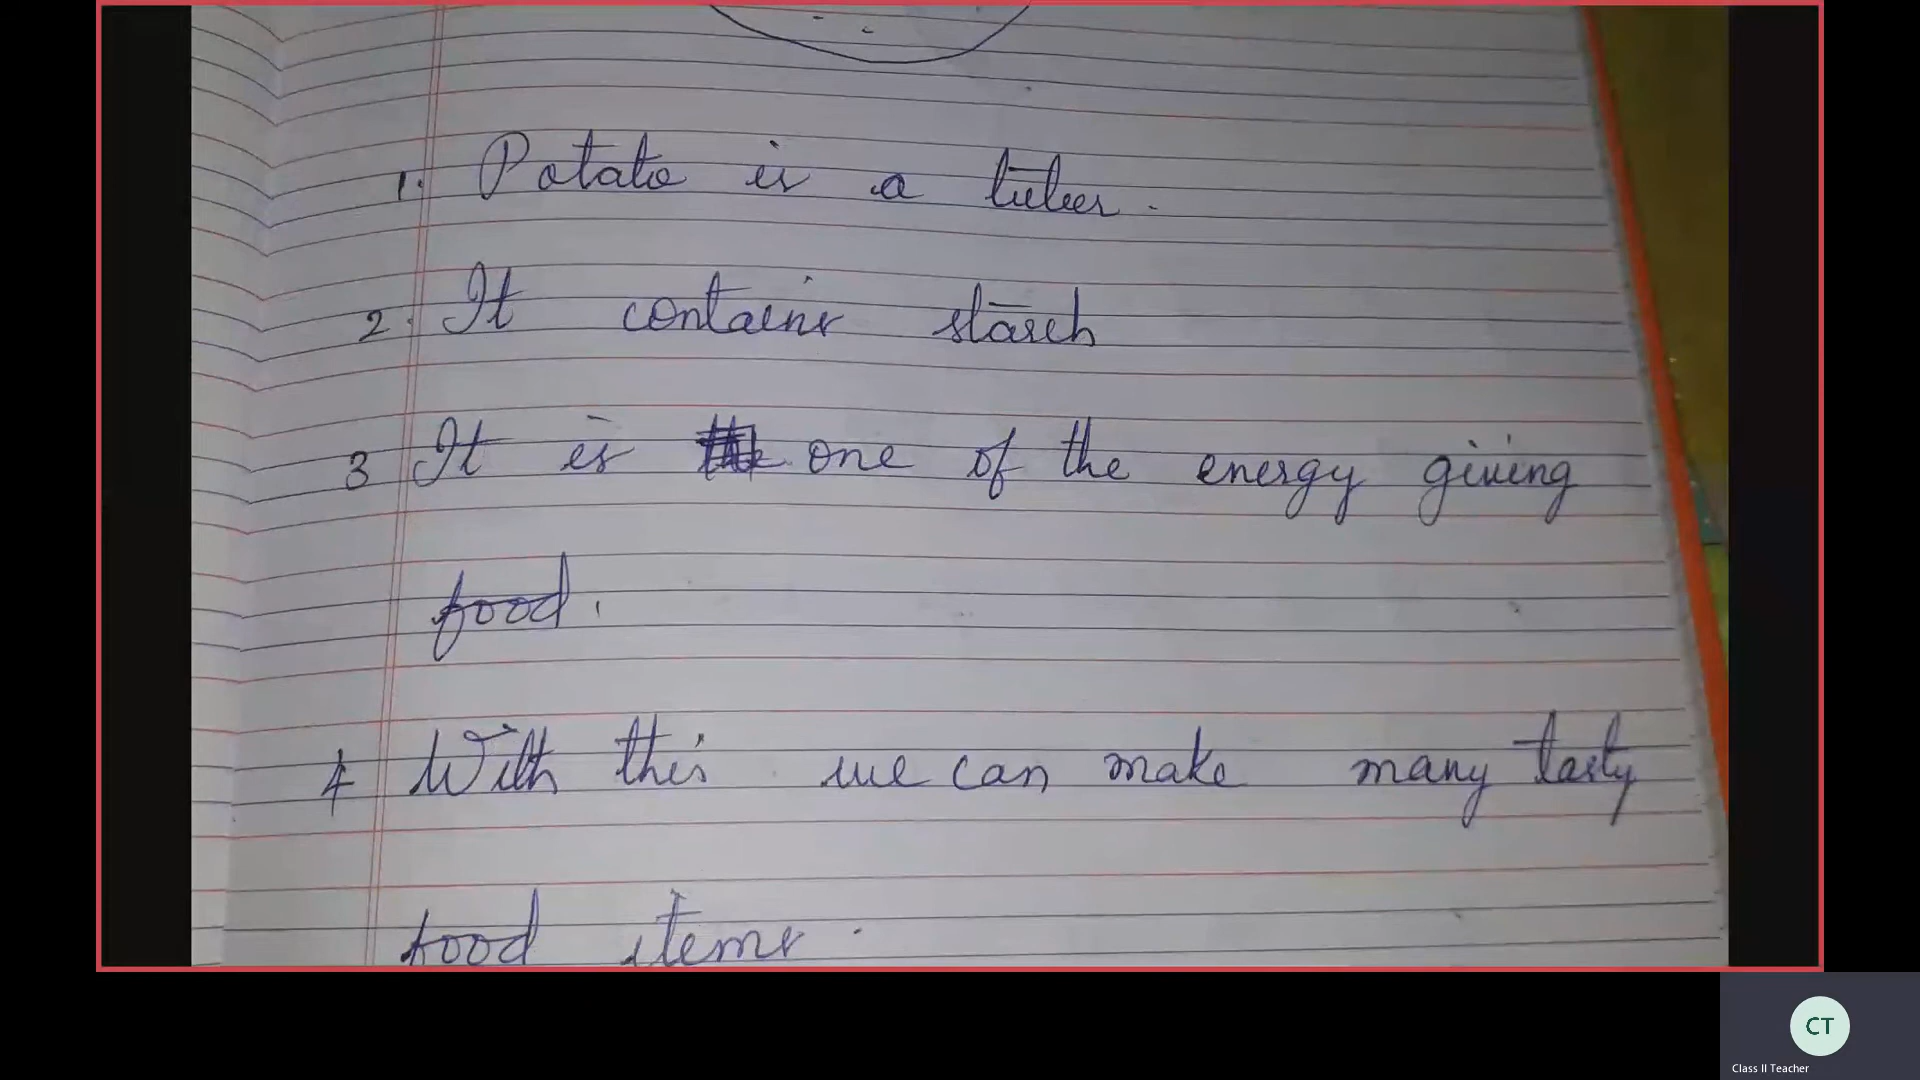 1. Potato is a tuber.
2. It contains starch
3 It is one of the energy giving
food.
4 With this we can make many tasty
food items.
CT
Class II Teacher